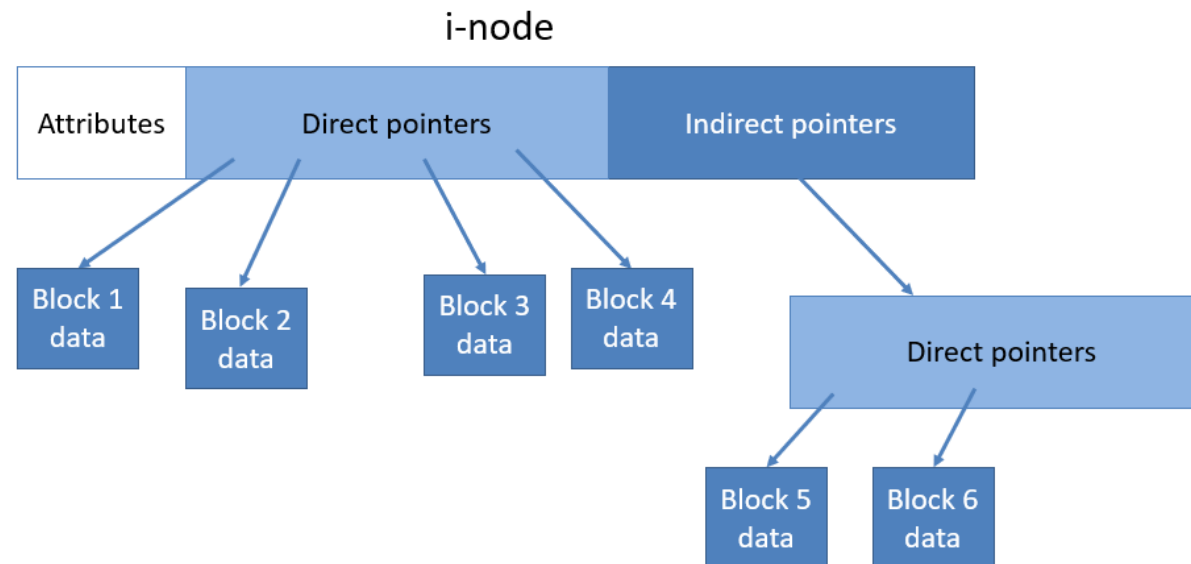 i-node
Attributes
Direct pointers
Indirect pointers
Block 1
data
Block 2
data
Block 3
data
Block 4
data
Direct pointers
Block 5
data
Block 6
data